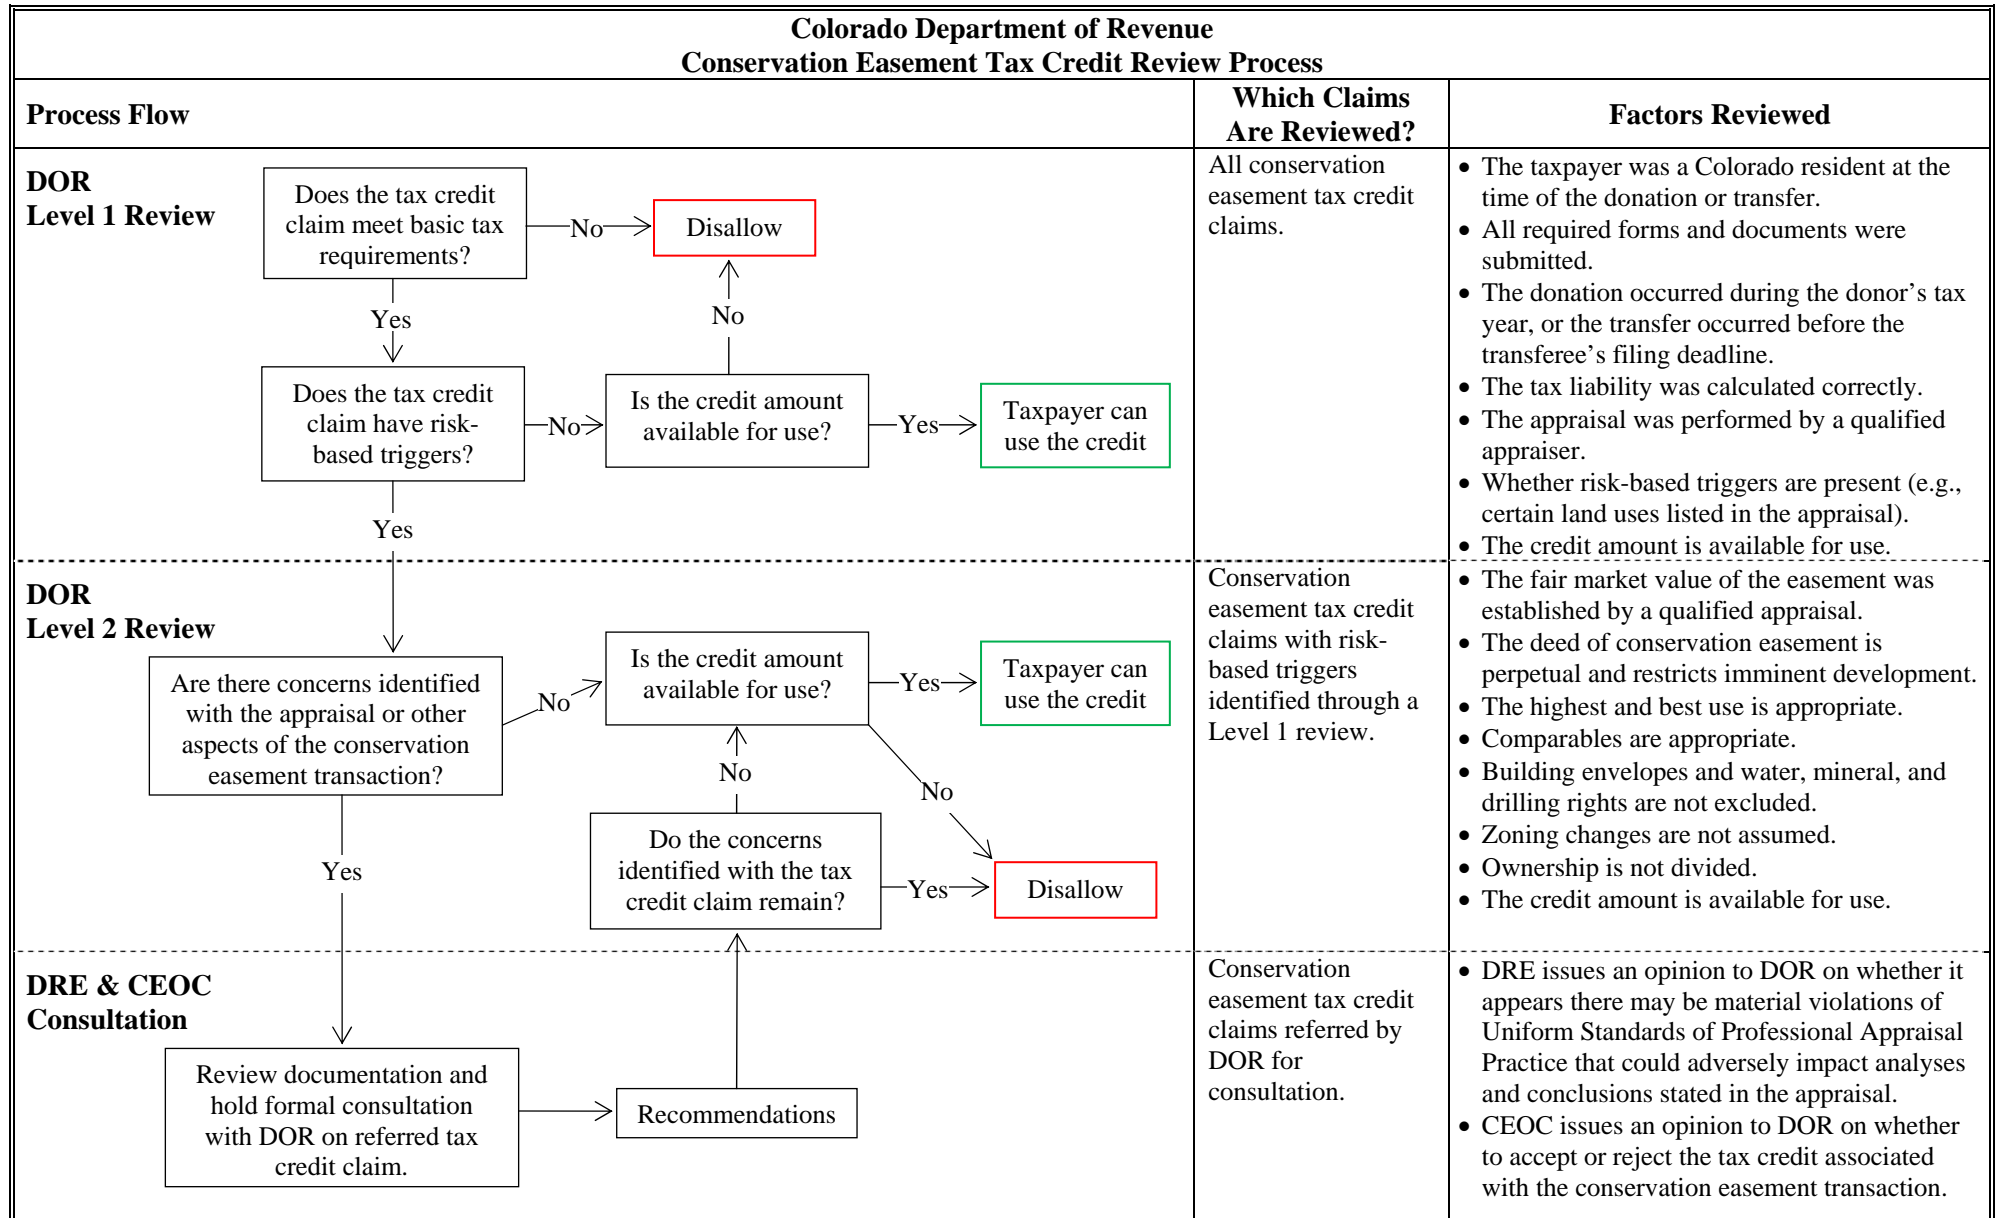 Colorado Department of Revenue
Conservation Easement Tax Credit Review Process
Process Flow
Which Claims
Are Reviewed?
Factors Reviewed
DOR
Level 1 Review
Does the tax credit
claim meet basic tax
requirements?
No
Disallow
Yes
No
Does the tax credit
claim have risk-
based triggers?
No
Is the credit amount
available for use?
Yes
Taxpayer can
use the credit
Yes
All conservation
easement tax credit
claims.
• The taxpayer was a Colorado resident at the
time of the donation or transfer.
• All required forms and documents were
submitted.
• The donation occurred during the donor’s tax
year, or the transfer occurred before the
transferee’s filing deadline.
• The tax liability was calculated correctly.
• The appraisal was performed by a qualified
appraiser.
• Whether risk-based triggers are present (e.g.,
certain land uses listed in the appraisal).
• The credit amount is available for use.
DOR
Level 2 Review
Are there concerns identified
with the appraisal or other
aspects of the conservation
easement transaction?
No
Is the credit amount
available for use?
Yes
Taxpayer can
use the credit
No
No
Yes
Do the concerns
identified with the tax
credit claim remain?
Yes
Disallow
Conservation
easement tax credit
claims with risk-
based triggers
identified through a
Level 1 review.
• The fair market value of the easement was
established by a qualified appraisal.
• The deed of conservation easement is
perpetual and restricts imminent development.
• The highest and best use is appropriate.
• Comparables are appropriate.
• Building envelopes and water, mineral, and
drilling rights are not excluded.
• Zoning changes are not assumed.
• Ownership is not divided.
• The credit amount is available for use.
DRE & CEOC
Consultation
Review documentation and
hold formal consultation
with DOR on referred tax
credit claim.
Recommendations
Conservation
easement tax credit
claims referred by
DOR for
consultation.
• DRE issues an opinion to DOR on whether it
appears there may be material violations of
Uniform Standards of Professional Appraisal
Practice that could adversely impact analyses
and conclusions stated in the appraisal.
• CEOC issues an opinion to DOR on whether
to accept or reject the tax credit associated
with the conservation easement transaction.